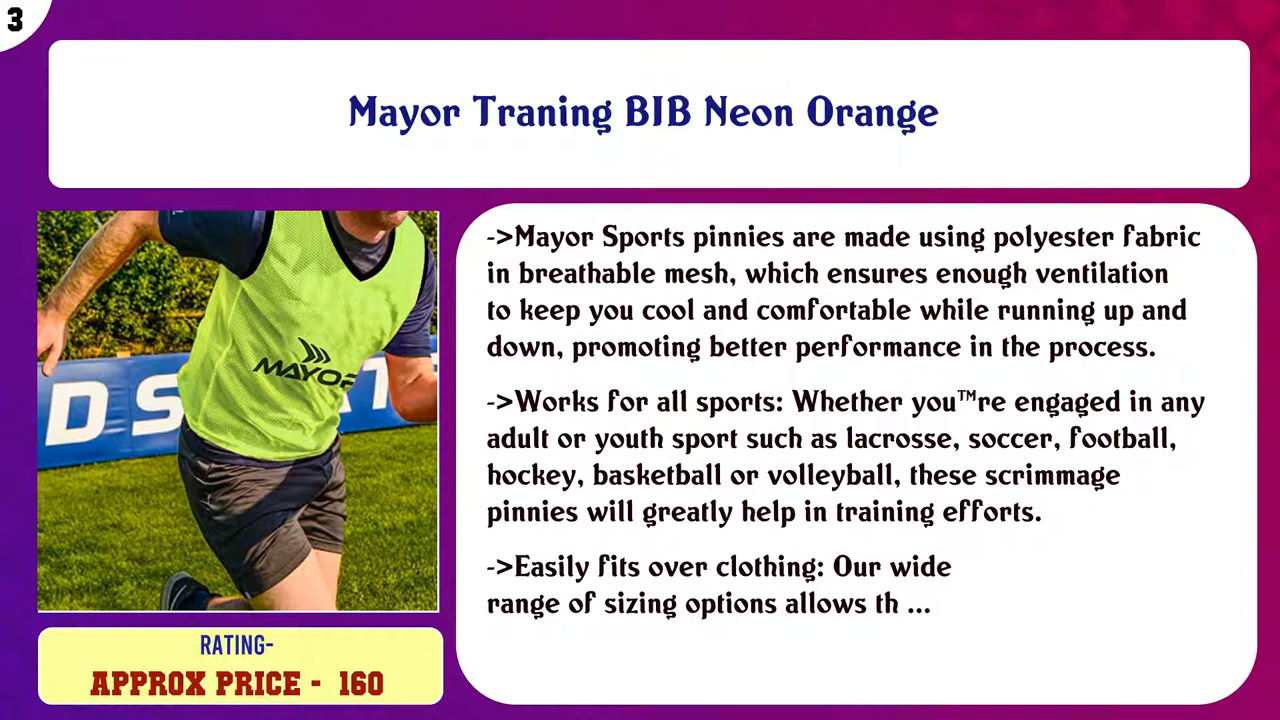 3
Mayor Traning BIB Neon Orange
->Mayor Sports pinnies are made using polyester fabric
in breathable mesh, which ensures enough ventilation
to keep you cool and comfortable while running up and
down, promoting better performance in the process.
->Works for all sports: Whether you™re engaged in any
adult or youth sport such as lacrosse, soccer, football,
hockey, basketball or volleyball, these scrimmage
pinnies will greatly help in training efforts.
->Easily fits over clothing: Our wide
range of sizing options allows th ...
MAYOR
D S
RATING-
APPROX PRICE - 160